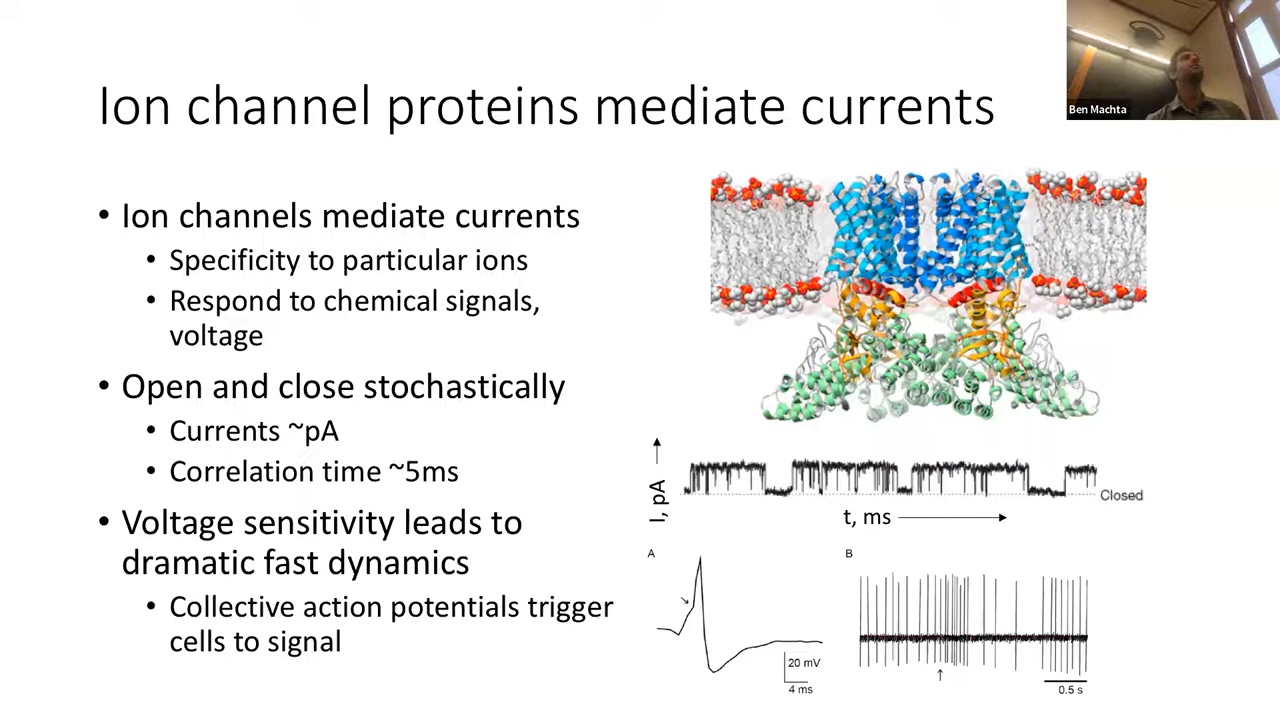 Ion channel proteins mediate currents
Ben Machta
• Ion channels mediate currents
• Specificity to particular ions
• Respond to chemical signals,
voltage
• Open and close stochastically
• Currents ~pA
• Correlation time ~5ms
• Voltage sensitivity leads to
dramatic fast dynamics
• Collective action potentials trigger
cells to signal
I, pA
Closed
t, ms
A
20 mV
4 ms
B
0.5 s